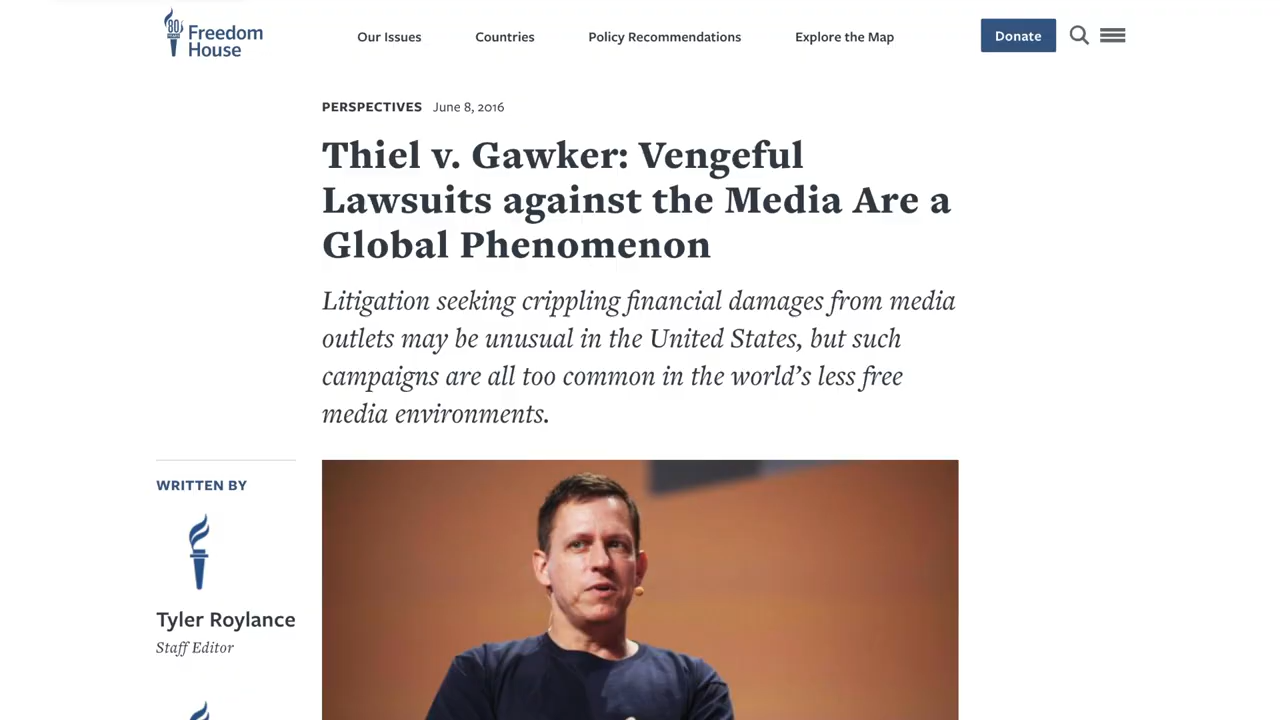 80
Freedom
House
Our Issues
Countries
Policy Recommendations
Explore the Map
Donate
PERSPECTIVES June 8, 2016
Thiel v. Gawker: Vengeful
Lawsuits against the Media Are a
Global Phenomenon
Litigation seeking crippling financial damages from media
outlets may be unusual in the United States, but such
campaigns are all too common in the world’s less free
media environments.
WRITTEN BY
Tyler Roylance
Staff Editor